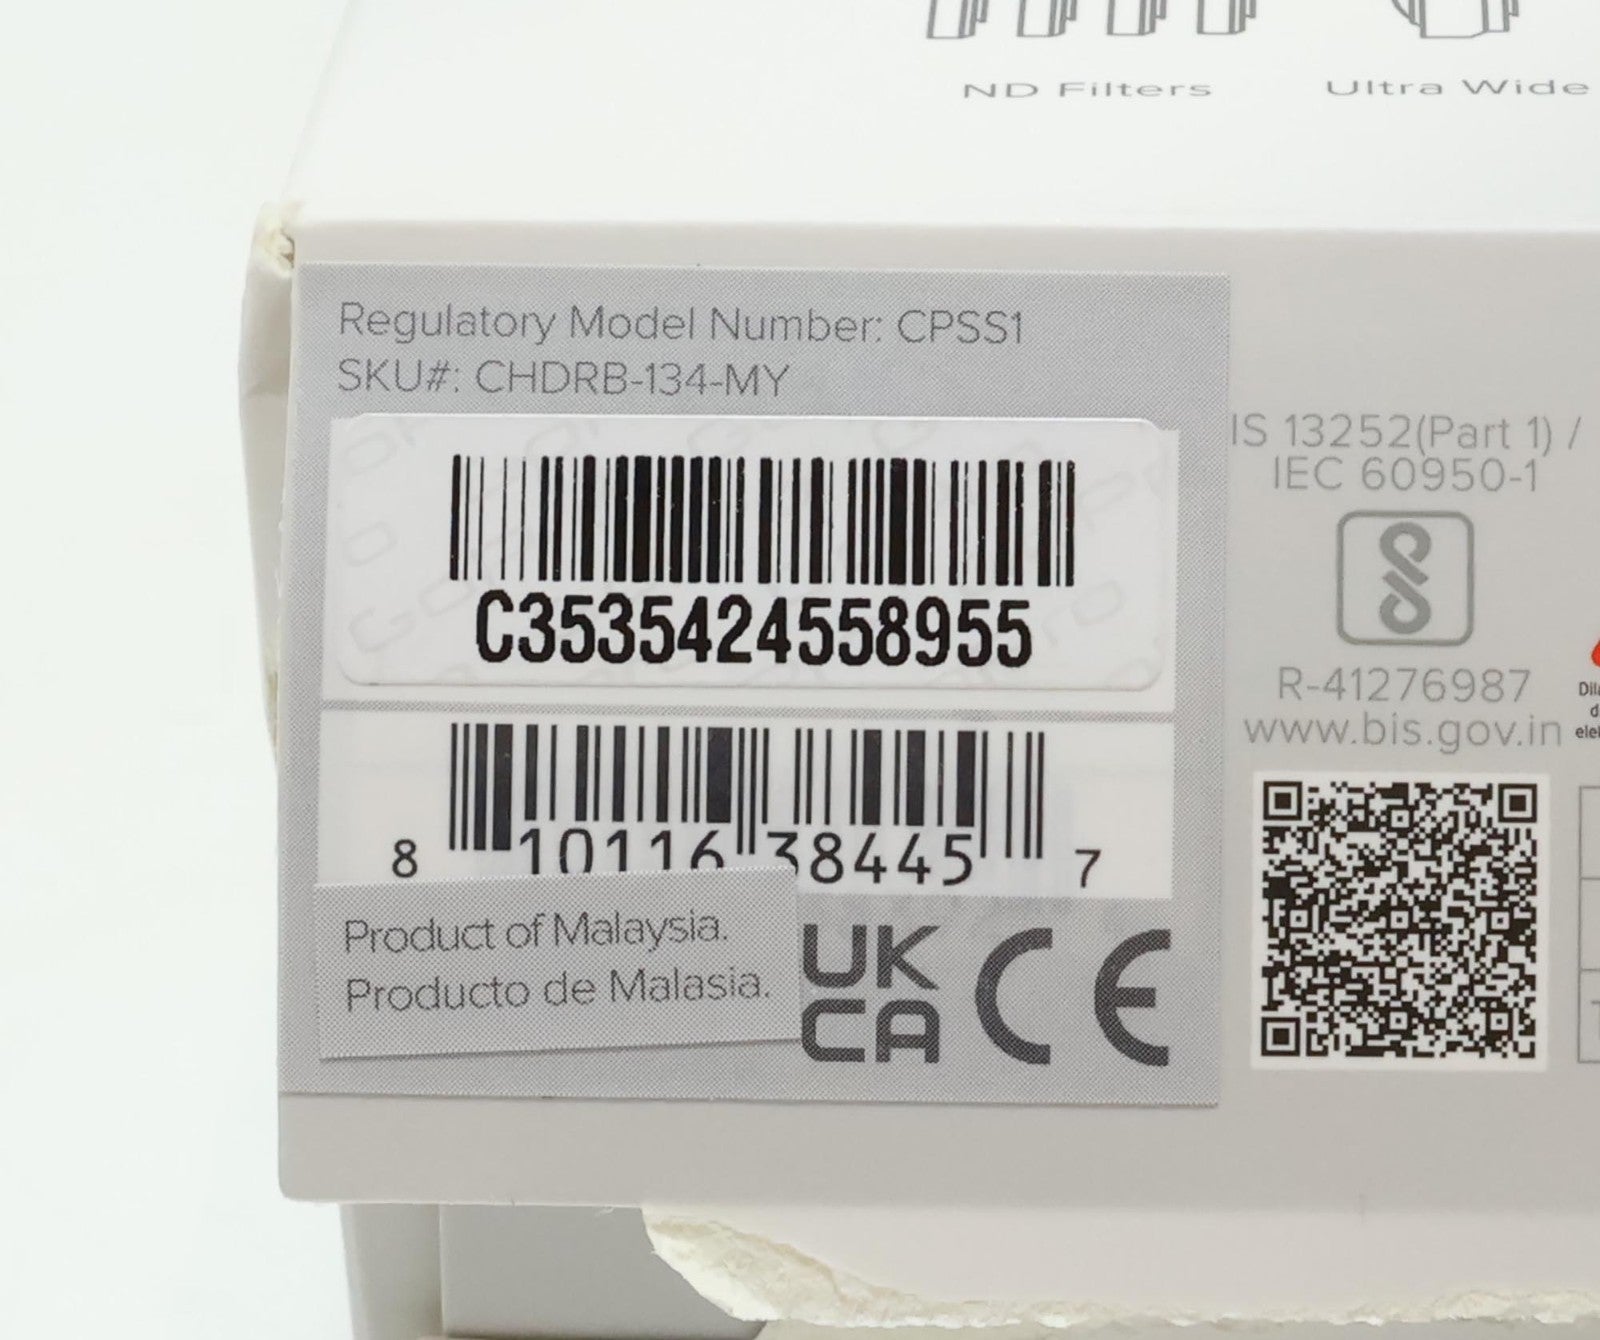 ND Filters
Ultra Wide
Regulatory Model Number: CPSS1
SKU#: CHDRB-134-MY
C3535424558955
8 10116 38445 7
Product of Malaysia.
Producto de Malasia.
UK
CA
CE
IS 13252(Part 1) /
IEC 60950-1
R-41276987
www.bis.gov.in